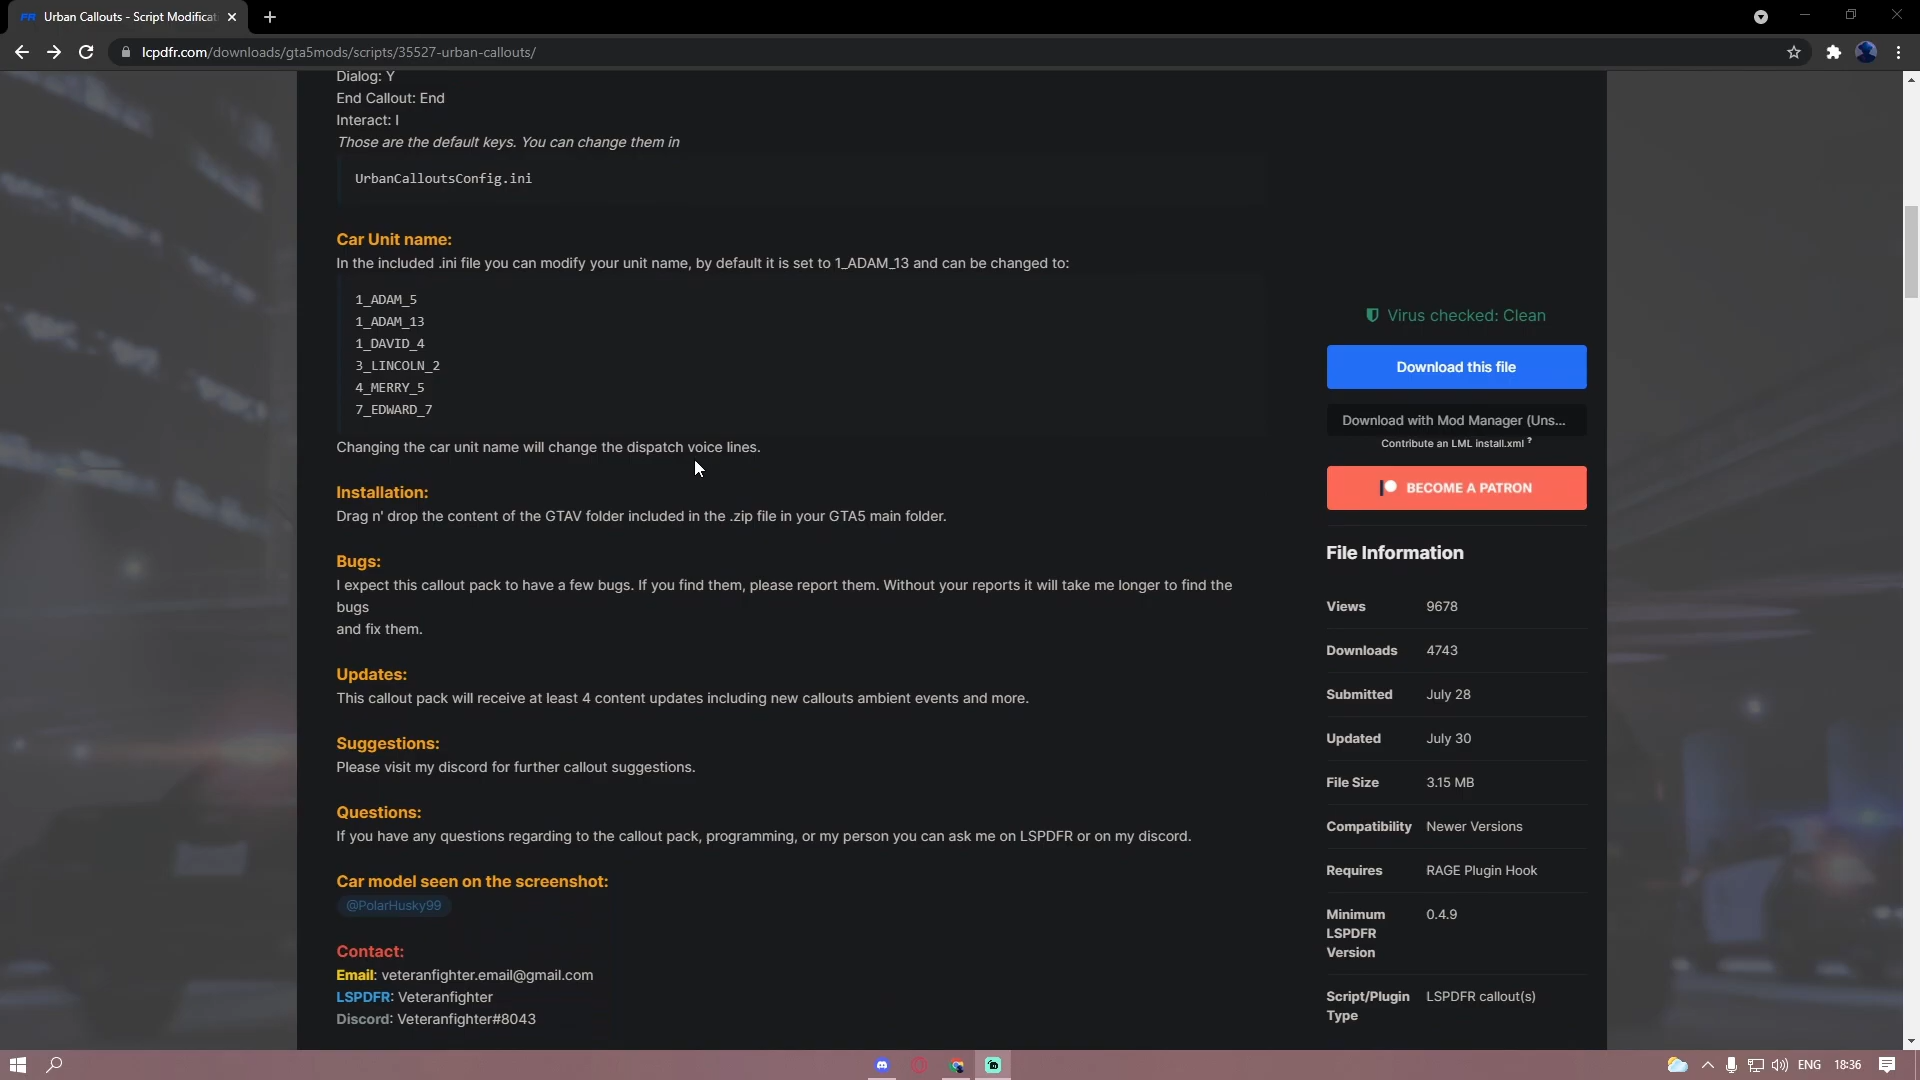 Urban Callouts - Script Modificat
lcpdfr.com/downloads/gta5mods/scripts/35527-urban-callouts/
Dialog: Y
End Callout: End
Interact: I
Those are the default keys. You can change them in
UrbanCalloutsConfig.ini
Car Unit name:
In the included .ini file you can modify your unit name, by default it is set to 1_ADAM_13 and can be changed to:
1_ADAM_5
1_ADAM_13
1_DAVID_4
3_LINCOLN_2
4_MERRY_5
7_EDWARD_7
Changing the car unit name will change the dispatch voice lines.
Installation:
Drag n' drop the content of the GTAV folder included in the .zip file in your GTA5 main folder.
Bugs:
I expect this callout pack to have a few bugs. If you find them, please report them. Without your reports it will take me longer to find the
bugs
and fix them.
Updates:
This callout pack will receive at least 4 content updates including new callouts ambient events and more.
Suggestions:
Please visit my discord for further callout suggestions.
Questions:
If you have any questions regarding to the callout pack, programming, or my person you can ask me on LSPDFR or on my discord.
Car model seen on the screenshot:
@PolarHusky99
Contact:
Email: veteranfighter.email@gmail.com
LSPDFR: Veteranfighter
Discord: Veteranfighter#8043
Virus checked: Clean
Download this file
Download with Mod Manager (Uns...
Contribute an LML install.xml ?
BECOME A PATRON
File Information
Views 9678
Downloads 4743
Submitted July 28
Updated July 30
File Size 3.15 MB
Compatibility Newer Versions
Requires RAGE Plugin Hook
Minimum 0.4.9
LSPDFR
Version
Script/Plugin LSPDFR callout(s)
Type
ENG 18:36